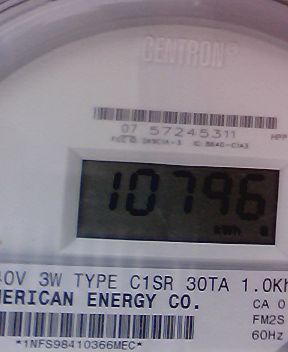 CENTRON®
07 57245311
10796
kWh
40V 3W TYPE C1SR 30TA 1.0Kh
MERICAN ENERGY CO.
CA 0
FM2S
60Hz
*1NFS98410366MEC*